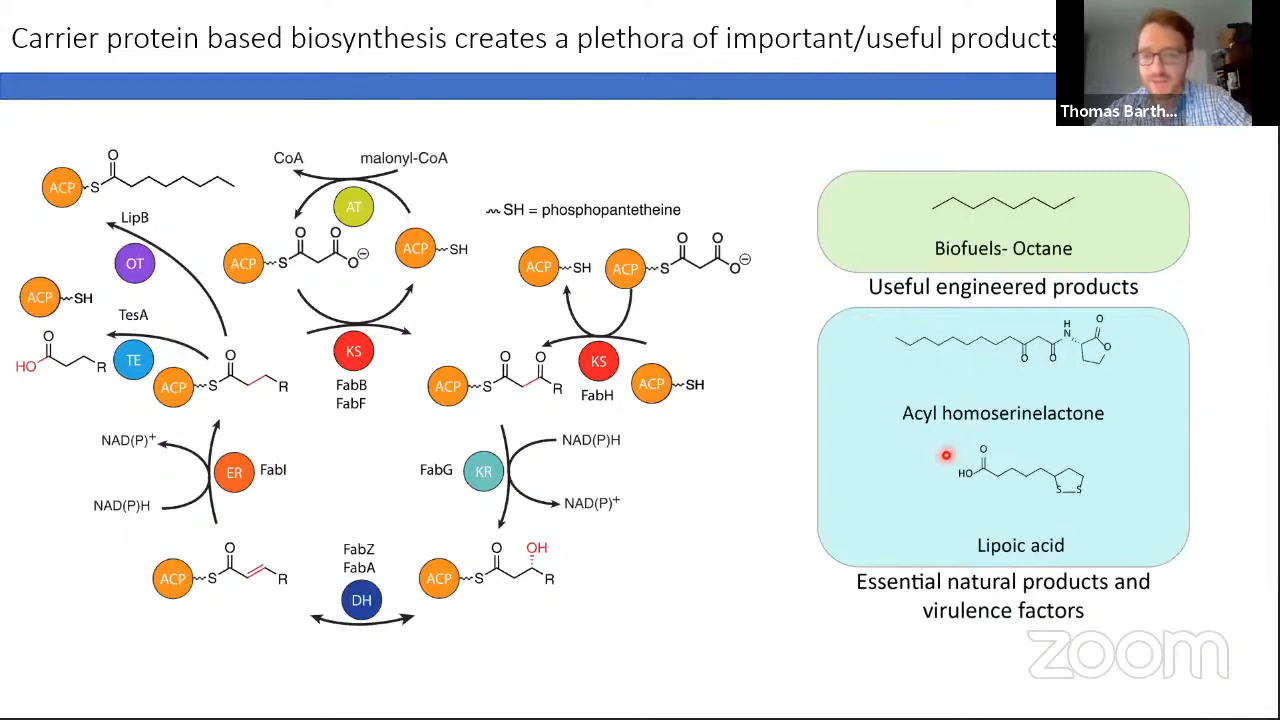 Carrier protein based biosynthesis creates a plethora of important/useful products
Thomas Barth...
ACP
S
O
LipB
OT
ACP
SH
TesA
O
HO
R
TE
ACP
S
O
R
CoA
malonyl-CoA
AT
ACP
S
O
O
O⊖
ACP
SH
KS
FabB
FabF
SH = phosphopantetheine
ACP
SH
ACP
S
O
O
O⊖
KS
FabH
ACP
SH
ACP
S
O
O
R
NAD(P)+
ER
FabI
NAD(P)H
FabG
KR
NAD(P)H
NAD(P)+
ACP
S
O
R
FabZ
FabA
DH
ACP
S
O
OH
R
Biofuels- Octane
Useful engineered products
O
O
H
N
O
O
Acyl homoserinelactone
O
HO
S
S
Lipoic acid
Essential natural products and
virulence factors
zoom